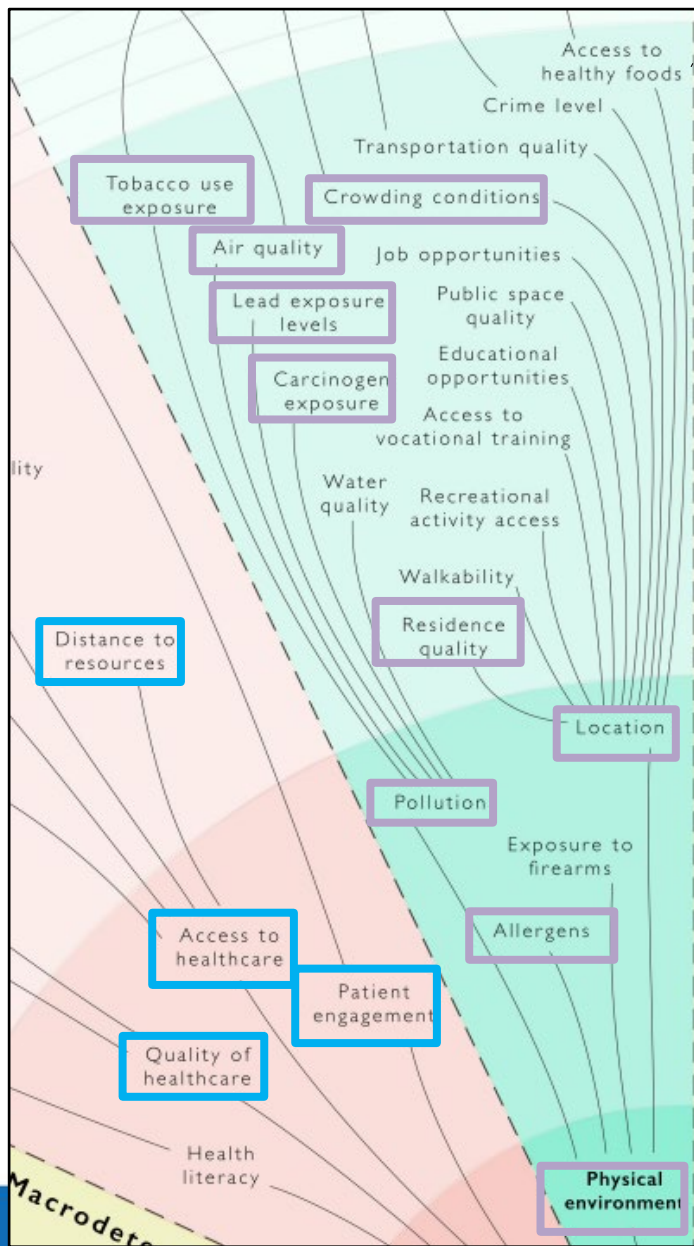 Access to
healthy foods
Crime level
Transportation quality
Tobacco use
exposure
Crowding conditions
Air quality
Job opportunities
Lead exposure
levels
Public space
quality
Educational
opportunities
Carcinogen
exposure
Access to
vocational training
lity
Water
quality
Recreational
activity access
Walkability
Residence
quality
Distance to
resources
Location
Pollution
Exposure to
firearms
Access to
healthcare
Allergens
Patient
engagement
Quality of
healthcare
Health
literacy
Physical
environment
Macrodete